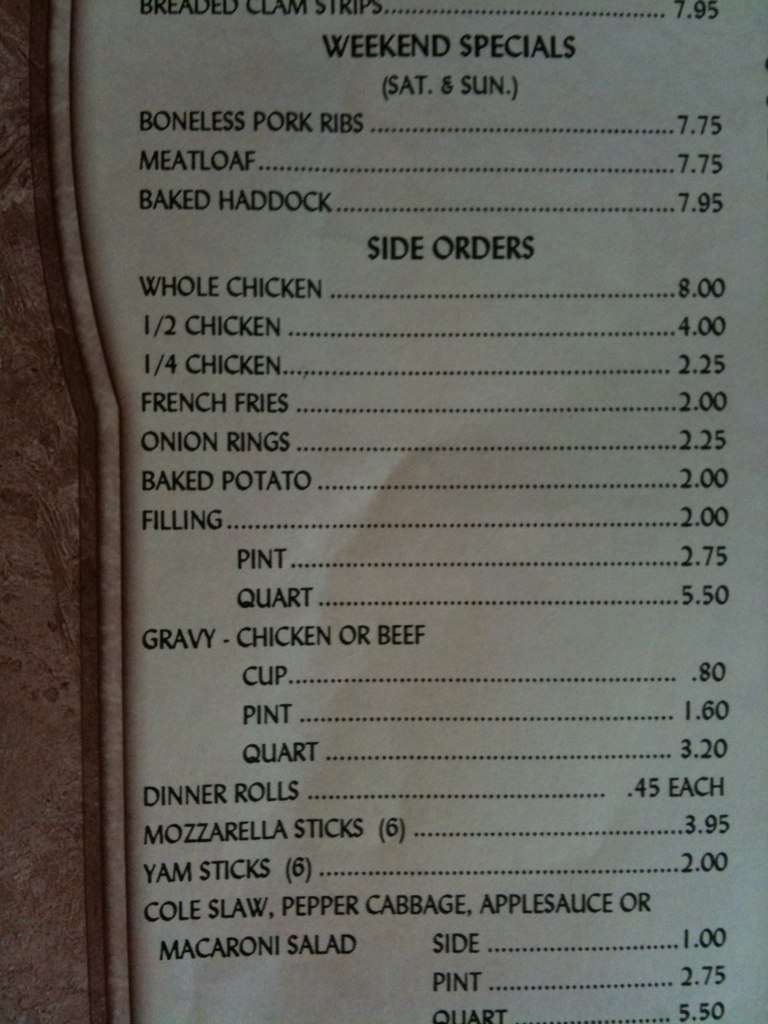 BREADED CLAM STRIPS............................................ 7.95
WEEKEND SPECIALS
(SAT. & SUN.)
BONELESS PORK RIBS ................................................7.75
MEATLOAF..................................................................7.75
BAKED HADDOCK......................................................7.95
SIDE ORDERS
WHOLE CHICKEN .......................................................8.00
1/2 CHICKEN ..............................................................4.00
1/4 CHICKEN.............................................................. 2.25
FRENCH FRIES .............................................................2.00
ONION RINGS .............................................................2.25
BAKED POTATO ..........................................................2.00
FILLING........................................................................2.00
PINT..............................................................2.75
QUART .........................................................5.50
GRAVY - CHICKEN OR BEEF
CUP.............................................................. .80
PINT ............................................................ 1.60
QUART ....................................................... 3.20
DINNER ROLLS ................................................ .45 EACH
MOZZARELLA STICKS (6) ...........................................3.95
YAM STICKS (6) .........................................................2.00
COLE SLAW, PEPPER CABBAGE, APPLESAUCE OR
MACARONI SALAD SIDE ..............................1.00
PINT ............................. 2.75
QUART ......................... 5.50